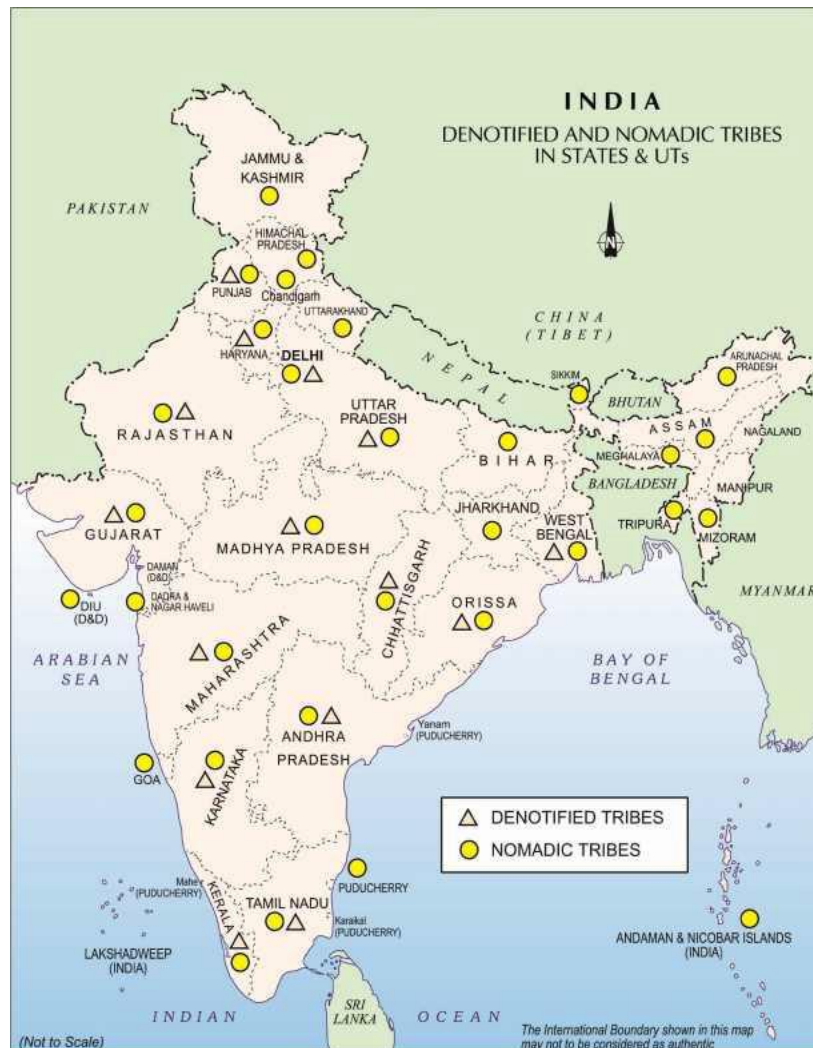 INDIA
DENOTIFIED AND NOMADIC TRIBES
IN STATES & UTs
JAMMU &
KASHMIR
PAKISTAN
N
HIMACHAL
PRADESH
PUNJAB
Chandigarh
UTTARAKHAND
CHINA
(TIBET)
HARYANA
DELHI
NEPAL
SIKKIM
ARUNACHAL
PRADESH
BHUTAN
RAJASTHAN
UTTAR
PRADESH
ASSAM
NAGALAND
BIHAR
MEGHALAYA
BANGLADESH
MANIPUR
GUJARAT
MADHYA PRADESH
JHARKHAND
WEST
BENGAL
TRIPURA
MIZORAM
DAMAN
(D&D)
DIU
(D&D)
DADRA &
NAGAR HAVELI
CHHATTISGARH
ORISSA
MYANMAR
ARABIAN
SEA
MAHARASHTRA
BAY OF
BENGAL
ANDHRA
PRADESH
Yanam
(PUDUCHERRY)
GOA
KARNATAKA
DENOTIFIED TRIBES
NOMADIC TRIBES
Mahe
(PUDUCHERRY)
PUDUCHERRY
KERALA
TAMIL NADU
Karaikal
(PUDUCHERRY)
LAKSHADWEEP
(INDIA)
ANDAMAN & NICOBAR ISLANDS
(INDIA)
SRI
LANKA
INDIAN OCEAN
(Not to Scale)
The International Boundary shown in this map
may not to be considered as authentic